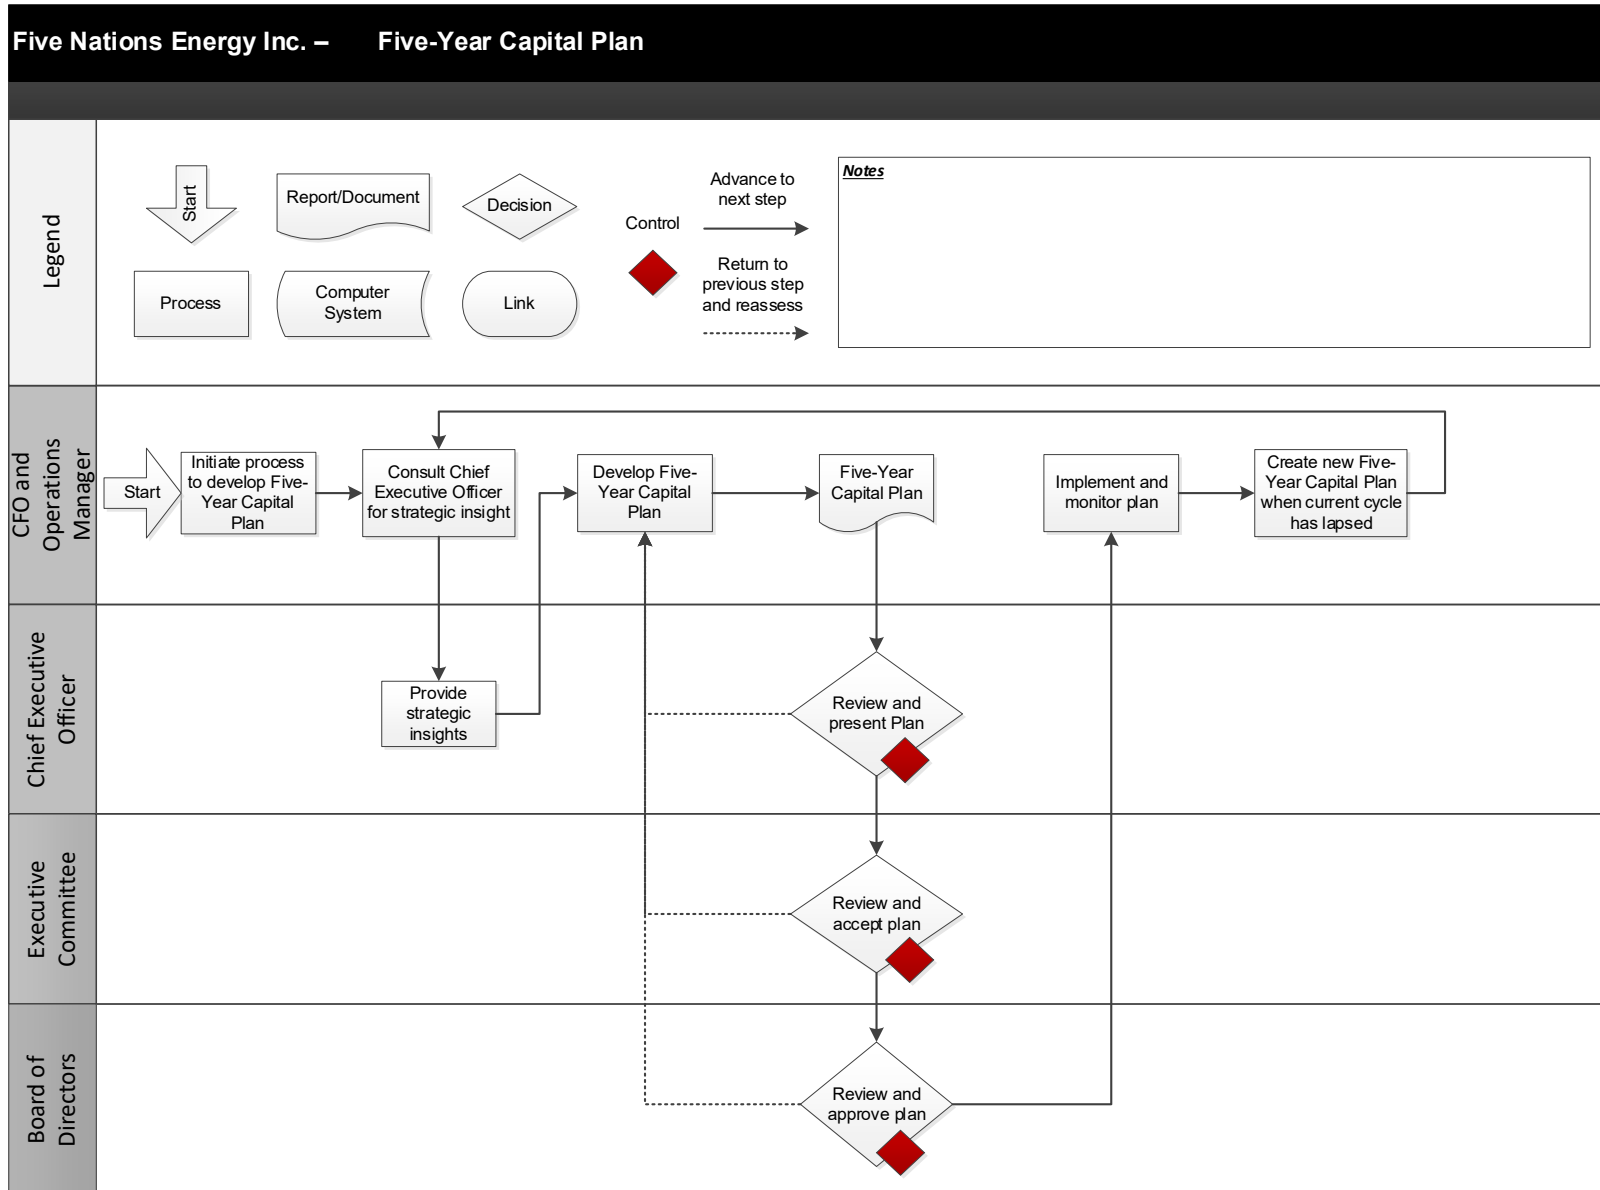 Five Nations Energy Inc. – Five-Year Capital Plan
Legend
Start
Report/Document
Decision
Process
Computer
System
Link
Control
Advance to
next step
Return to
previous step
and reassess
Notes
CFO and
Operations
Manager
Start
Initiate process
to develop Five-
Year Capital
Plan
Consult Chief
Executive Officer
for strategic insight
Develop Five-
Year Capital
Plan
Five-Year
Capital Plan
Implement and
monitor plan
Create new Five-
Year Capital Plan
when current cycle
has lapsed
Chief Executive
Officer
Provide
strategic
insights
Review and
present Plan
Executive
Committee
Review and
accept plan
Board of
Directors
Review and
approve plan